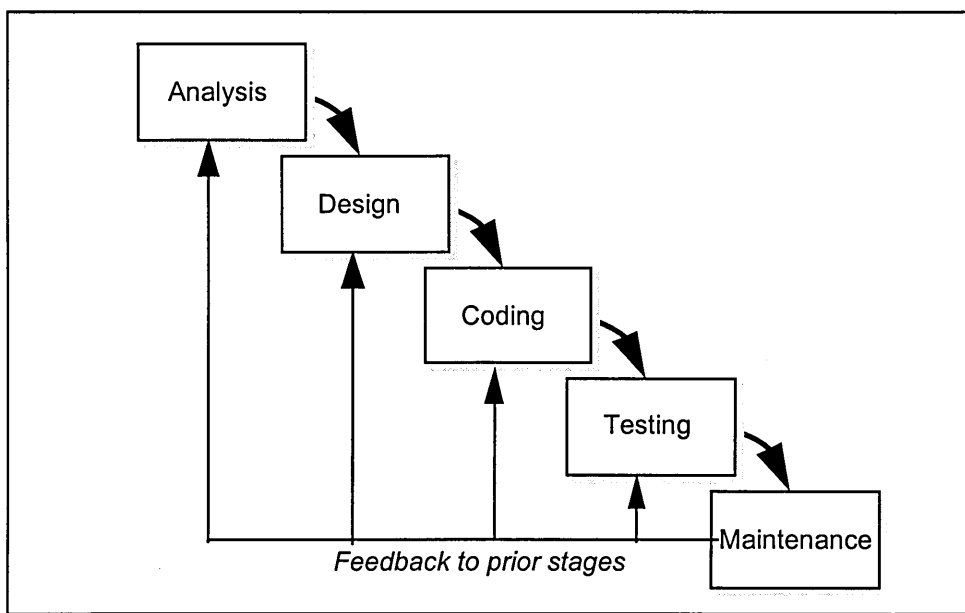 Analysis
Design
Coding
Testing
Maintenance
Feedback to prior stages